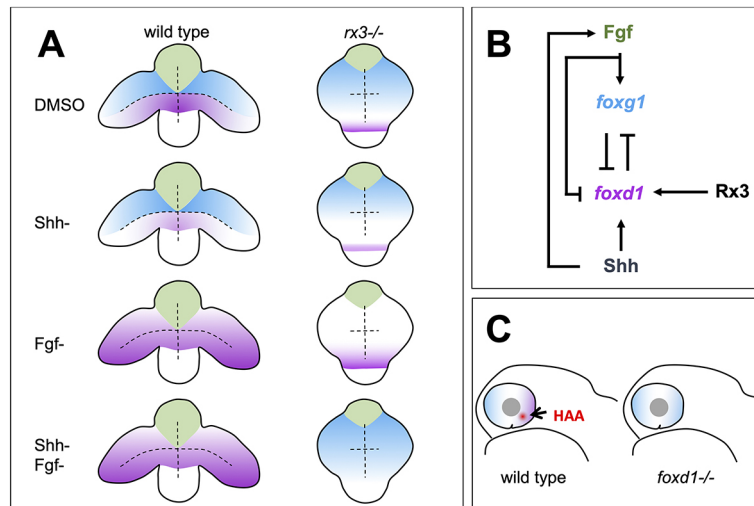 A
wild type
rx3-/-
DMSO
Shh-
Fgf-
Shh-
Fgf-
B
Fgf
foxg1
foxd1
Rx3
Shh
C
HAA
wild type
foxd1-/-